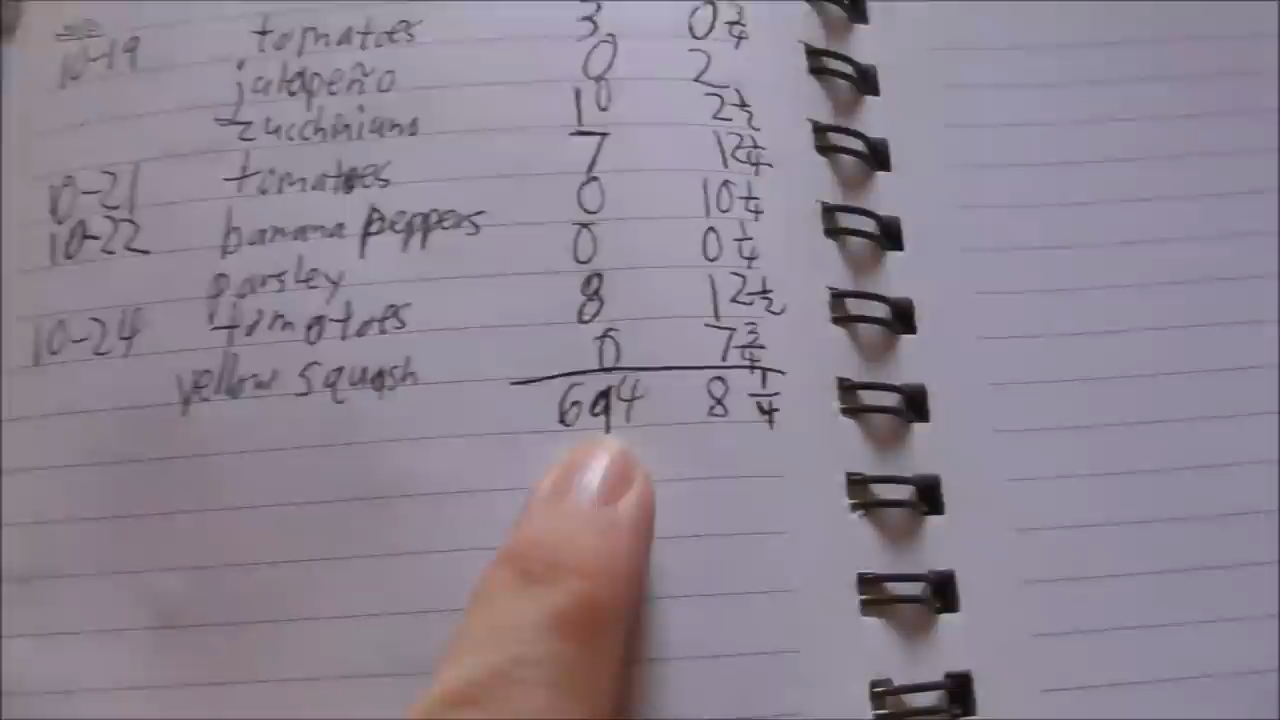 10-19 tomatoes 3 0 3/4
jalapeño 0 2
10 2 1/2
10-21 tomatoes 7 12 1/4
10-22 banana peppers 0 10 1/4
parsley 0 0 1/4
10-24 tomatoes 8 12 1/2
yellow squash 0 7 3/4
694 8 1/4